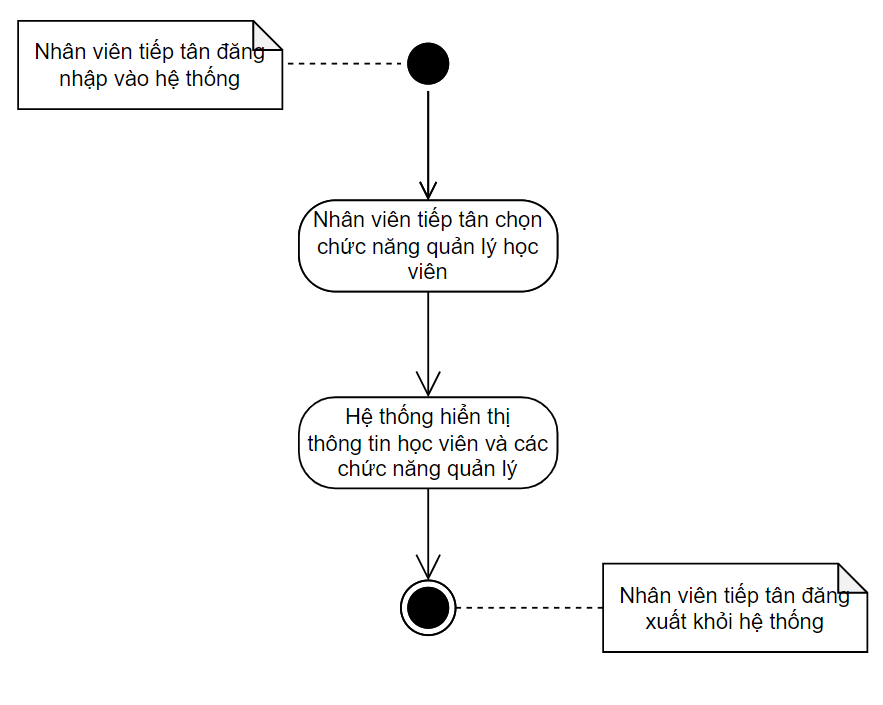 Nhân viên tiếp tân đăng
nhập vào hệ thống
Nhân viên tiếp tân chọn
chức năng quản lý học
viên
Hệ thống hiển thị
thông tin học viên và các
chức năng quản lý
Nhân viên tiếp tân đăng
xuất khỏi hệ thống